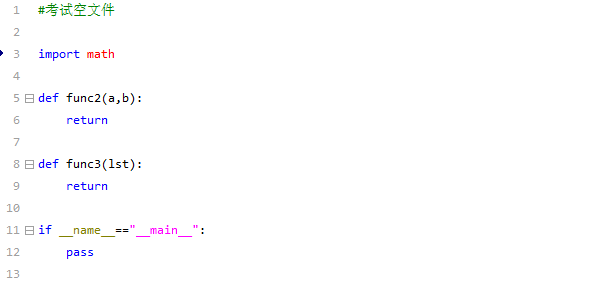 1 #考试空文件
2
3 import math
4
5 def func2(a,b):
6     return
7
8 def func3(lst):
9     return
10
11 if __name__=="__main__":
12     pass
13